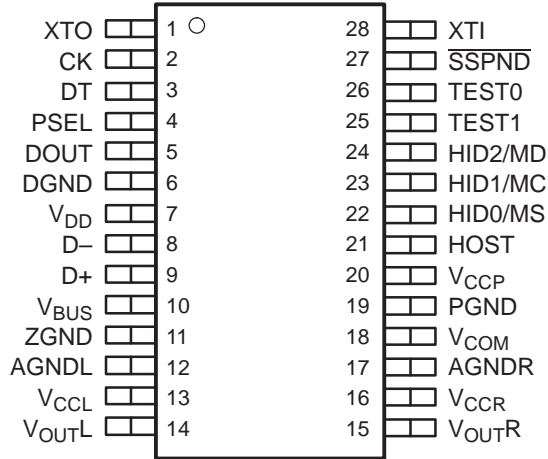 XTO 1 28 XTI
CK 2 27 SSPND
DT 3 26 TEST0
PSEL 4 25 TEST1
DOUT 5 24 HID2/MD
DGND 6 23 HID1/MC
VDD 7 22 HID0/MS
D– 8 21 HOST
D+ 9 20 VCCP
VBUS 10 19 PGND
ZGND 11 18 VCOM
AGNDL 12 17 AGNDR
VCCL 13 16 VCCR
VOUTL 14 15 VOUTR